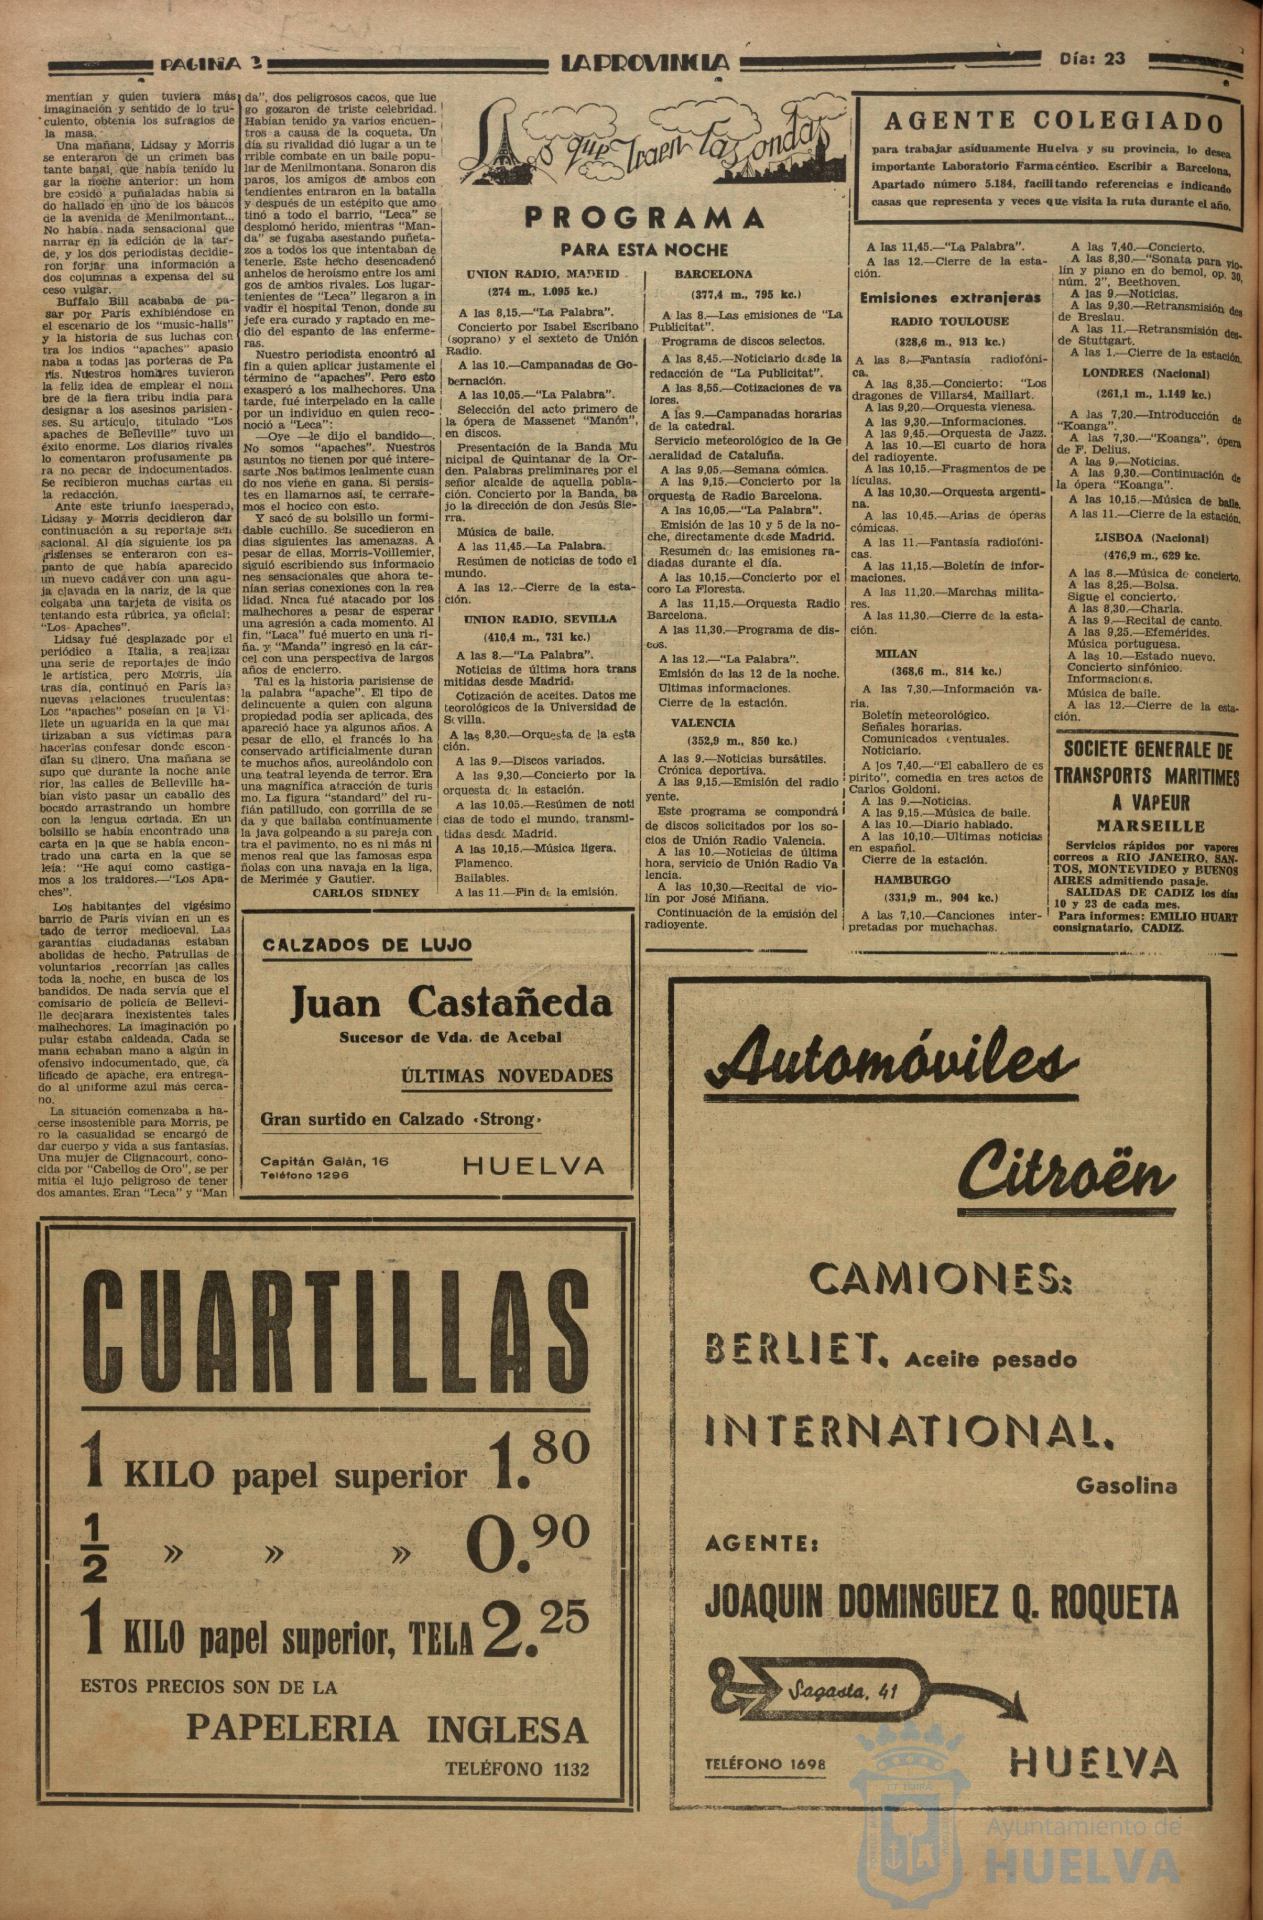 PAGINA 3
LA PROVINCIA
Día: 23
mentían y quien tuviera más
imaginación y sentido de lo tru-
culento, obtenía los sufragios de
la masa.
Una mañana, Lidsay y Morris
se enteraron de un crimen bas
tante banal, que había tenido lu
gar la noche anterior: un hom
bre cosido a puñaladas había si
do hallado en uno de los bancos
de la avenida de Menilmontant...
No había nada sensacional que
narrar en la edición de la tar-
de, y los dos periodistas decidie-
ron forjar una información a
dos columnas a expensa del su
ceso vulgar.
Buffalo Bill acababa de pa-
sar por París exhibiéndose en
el escenario de los "music-halls"
y la historia de sus luchas con
tra los indios "apaches" apasio
naba a todas las porteras de Pa
rís. Nuestros hombres tuvieron
la feliz idea de emplear el nom
bre de la fiera tribu india para
designar a los asesinos parisien-
ses. Su artículo, titulado "Los
apaches de Belleville" tuvo un
éxito enorme. Los diarios rivales
lo comentaron profusamente pa
ra no pecar de indocumentados.
Se recibieron muchas cartas en
la redacción.
Ante este triunfo inesperado,
Lidsay y Morris decidieron dar
continuación a su reportaje sen
sacional. Al día siguiente los pa
risienses se enteraron con es-
panto de que había aparecido
un nuevo cadáver con una agu-
ja clavada en la nariz, de la que
colgaba una tarjeta de visita os
tentando esta rúbrica, ya oficial:
"Los Apaches".
Lidsay fué desplazado por el
periódico a Italia, a realizar
una serie de reportajes de índo
le artística, pero Morris, día
tras día, continuó en París las
nuevas relaciones truculentas:
Los "apaches" poseían en la Vi-
llete un aguarida en la que mar
tirizaban a sus víctimas para
hacerlas confesar donde escon-
dían su dinero. Una mañana se
supo que durante la noche ante
rior, las calles de Belleville ha-
bían visto pasar un caballo des
bocado arrastrando un hombre
con la lengua cortada. En un
bolsillo se había encontrado una
carta en la que se había encon-
trado una carta en la que se
leía: "He aquí como castiga-
mos a los traidores.—"Los Apa-
ches".
Los habitantes del vigésimo
barrio de París vivían en un es
tado de terror medioeval. Las
garantías ciudadanas estaban
abolidas de hecho. Patrullas de
voluntarios recorrían las calles
toda la noche, en busca de los
bandidos. De nada servía que el
comisario de policía de Bellevi-
lle declarara inexistentes tales
malhechores. La imaginación po
pular estaba caldeada. Cada se
mana echaban mano a algún in
ofensivo indocumentado, que, ca
lificado de apache, era entrega-
do al uniforme azul más cerca-
no.
La situación comenzaba a ha-
cerse insostenible para Morris, pe
ro la casualidad se encargó de
dar cuerpo y vida a sus fantasías.
Una mujer de Clignacourt, cono-
cida por "Cabellos de Oro", se per
mitía el lujo peligroso de tener
dos amantes. Eran "Leca" y "Man
da", dos peligrosos cacos, que lue
go gozaron de triste celebridad.
Habían tenido ya varios encuen-
tros a causa de la coqueta. Un
día su rivalidad dió lugar a un te
rrible combate en un baile popu-
lar de Menilmontana. Sonaron dis
paros, los amigos de ambos con
tendientes entraron en la batalla
y después de un estépito que amo
tinó a todo el barrio, "Leca" se
desplomó herido, mientras "Man-
da" se fugaba asestando puñeta-
zos a todos los que intentaban de
tenerle. Este hecho desencadenó
anhelos de heroísmo entre los ami
gos de ambos rivales. Los lugar-
tenientes de "Leca" llegaron a in
vadir el hospital Tenon, donde su
jefe era curado y raptado en me-
dio del espanto de las enferme-
ras.
Nuestro periodista encontró al
fin a quien aplicar justamente el
término de "apaches". Pero esto
exasperó a los malhechores. Una
tarde, fué interpelado en la calle
por un individuo en quien reco-
noció a "Leca":
—Oye —le dijo el bandido—.
No somos "apaches". Nuestros
asuntos no tienen por qué intere-
sarte .Nos batimos lealmente cuan
do nos viene en gana. Si persis-
tes en llamarnos así, te cerrare-
mos el hocico con esto.
Y sacó de su bolsillo un formi-
dable cuchillo. Se sucedieron en
días siguientes las amenazas. A
pesar de ellas, Morris-Voillemier,
siguió escribiendo sus informacio
nes sensacionales que ahora te-
nían serias conexiones con la rea
lidad. Nnca fué atacado por los
malhechores a pesar de esperar
una agresión a cada momento. Al
fin, "Laca" fué muerto en una ri-
ña. y "Manda" ingresó en la cár-
cel con una perspectiva de largos
años de encierro.
Tal es la historia parisiense de
la palabra "apache". El tipo de
delincuente a quien con alguna
propiedad podía ser aplicada, des
apareció hace ya algunos años. A
pesar de ello, el francés lo ha
conservado artificialmente duran
te muchos años, aureolándolo con
una teatral leyenda de terror. Era
una magnífica atracción de turis
mo. La figura "standard" del ru-
fián patilludo, con gorrilla de se
da y que bailaba continuamente
la java golpeando a su pareja con
tra el pavimento, no es ni más ni
menos real que las famosas espa
ñolas con una navaja en la liga,
de Merimée y Gautier.
CARLOS SIDNEY
Lo que traen las ondas
PROGRAMA
PARA ESTA NOCHE
UNION RADIO, MADRID
(274 m., 1.095 kc.)
A las 8,15.—"La Palabra".
Concierto por Isabel Escribano
(soprano) y el sexteto de Unión
Radio.
A las 10.—Campanadas de Go-
bernación.
A las 10,05.—"La Palabra".
Selección del acto primero de
la ópera de Massenet "Manón",
en discos.
Presentación de la Banda Mu
nicipal de Quintanar de la Or-
den. Palabras preliminares por el
señor alcalde de aquella pobla-
ción. Concierto por la Banda, ba
jo la dirección de don Jesús Sie-
rra.
Música de baile.
A las 11,45.—La Palabra.
Resúmen de noticias de todo el
mundo.
A las 12.—Cierre de la esta-
ción.
UNION RADIO, SEVILLA
(410,4 m., 731 kc.)
A las 8.—"La Palabra".
Noticias de última hora trans
mitidas desde Madrid.
Cotización de aceites. Datos me
teorológicos de la Universidad de
Sevilla.
A las 8,30.—Orquesta de la esta
ción.
A las 9.—Discos variados.
A las 9,30.—Concierto por la
orquesta de la estación.
A las 10,05.—Resúmen de noti
cias de todo el mundo, transmi-
tidas desde Madrid.
A las 10,15.—Música ligera.
Flamenco.
Bailables.
A las 11.—Fin de la emisión.
BARCELONA
(377,4 m., 795 kc.)
A las 8.—Las emisiones de "La
Publicitat".
Programa de discos selectos.
A las 8,45.—Noticiario desde la
redacción de "La Publicitat".
A las 8,55.—Cotizaciones de va
lores.
A las 9.—Campanadas horarias
de la catedral.
Servicio meteorológico de la Ge
neralidad de Cataluña.
A las 9,05.—Semana cómica.
A las 9,15.—Concierto por la
orquesta de Radio Barcelona.
A las 10,05.—"La Palabra".
Emisión de las 10 y 5 de la no-
che, directamente desde Madrid.
Resumen de las emisiones ra-
diadas durante el día.
A las 10,15.—Concierto por el
coro La Floresta.
A las 11,15.—Orquesta Radio
Barcelona.
A las 11,30.—Programa de dis-
cos.
A las 12.—"La Palabra".
Emisión de las 12 de la noche.
Ultimas informaciones.
Cierre de la estación.
VALENCIA
(352,9 m., 850 kc.)
A las 9.—Noticias bursátiles.
Crónica deportiva.
A las 9,15.—Emisión del radio
yente.
Este programa se compondrá
de discos solicitados por los so-
cios de Unión Radio Valencia.
A las 10.—Noticias de última
hora, servicio de Unión Radio Va
lencia.
A las 10,30.—Recital de vio-
lín por José Miñana.
Continuación de la emisión del
radioyente.
AGENTE COLEGIADO
para trabajar asíduamente Huelva y su provincia, lo desea
importante Laboratorio Farmacéntico. Escribir a Barcelona,
Apartado número 5.184, facilitando referencias e indicando
casas que representa y veces que visita la ruta durante el año.
A las 11,45.—"La Palabra".
A las 12.—Cierre de la esta-
ción.
Emisiones extranjeras
RADIO TOULOUSE
(328,6 m., 913 kc.)
A las 8.—Fantasía radiofóni-
ca.
A las 8,35.—Concierto: "Los
dragones de Villars4, Maillart.
A las 9,20.—Orquesta vienesa.
A las 9,30.—Informaciones.
A las 9,45.—Orquesta de Jazz.
A las 10.—El cuarto de hora
del radioyente.
A las 10,15.—Fragmentos de pe
lículas.
A las 10,30.—Orquesta argenti-
na.
A las 10,45.—Arias de óperas
cómicas.
A las 11.—Fantasía radiofóni-
cas.
A las 11,15.—Boletín de infor-
maciones.
A las 11,20.—Marchas milita-
res.
A las 11,30.—Cierre de la esta-
ción.
MILAN
(368,6 m., 814 kc.)
A las 7,30.—Información va-
ria.
Boletín meteorológico.
Señales horarias.
Comunicados eventuales.
Noticiario.
A los 7,40.—"El caballero de es
pírito", comedia en tres actos de
Carlos Goldoni.
A las 9.—Noticias.
A las 9,15.—Música de baile.
A las 10.—Diario hablado.
A las 10,10.—Ultimas noticias
en español.
Cierre de la estación.
HAMBURGO
(331,9 m., 904 kc.)
A las 7,10.—Canciones inter-
pretadas por muchachas.
A las 7,40.—Concierto.
A las 8,30.—"Sonata para vio-
lín y piano en do bemol, op. 30,
núm. 2", Beethoven.
A las 9.—Noticias.
A las 9,30.—Retransmisión des
de Breslau.
A las 11.—Retransmisión des-
de Stuttgart.
A las 1.—Cierre de la estación.
LONDRES (Nacional)
(261,1 m., 1.149 kc.)
A las 7,20.—Introducción de
"Koanga".
A las 7,30.—"Koanga", ópera
de F. Delius.
A las 9.—Noticias.
A las 9,30.—Continuación de
la ópera "Koanga".
A las 10,15.—Música de baile.
A las 11.—Cierre de la estación.
LISBOA (Nacional)
(476,9 m., 629 kc.
A las 8.—Música de concierto.
A las 8,25.—Bolsa.
Sigue el concierto.
A las 8,30.—Charla.
A las 9.—Recital de canto.
A las 9,25.—Efemérides.
Música portuguesa.
A las 10.—Estado nuevo.
Concierto sinfónico.
Informaciones.
Música de baile.
A las 12.—Cierre de la esta-
ción.
SOCIETE GENERALE DE
TRANSPORTS MARITIMES
A VAPEUR
MARSEILLE
Servicios rápidos por vapores
correos a RIO JANEIRO, SAN-
TOS, MONTEVIDEO y BUENOS
AIRES admitiendo pasaje.
SALIDAS DE CADIZ los días
10 y 23 de cada mes.
Para informes: EMILIO HUART
consignatario, CADIZ.
CALZADOS DE LUJO
Juan Castañeda
Sucesor de Vda. de Acebal
ÚLTIMAS NOVEDADES
Gran surtido en Calzado «Strong»
Capitán Galán, 16
Teléfono 1296
HUELVA
CUARTILLAS
1 KILO papel superior 1.80
1/2 » » » 0.90
1 KILO papel superior, TELA 2.25
ESTOS PRECIOS SON DE LA
PAPELERIA INGLESA
TELÉFONO 1132
Automóviles
Citroën
CAMIONES:
BERLIET. Aceite pesado
INTERNATIONAL.
Gasolina
AGENTE:
JOAQUIN DOMINGUEZ Q. ROQUETA
Sagasta, 41
TELÉFONO 1698
HUELVA
Ayuntamiento de
HUELVA